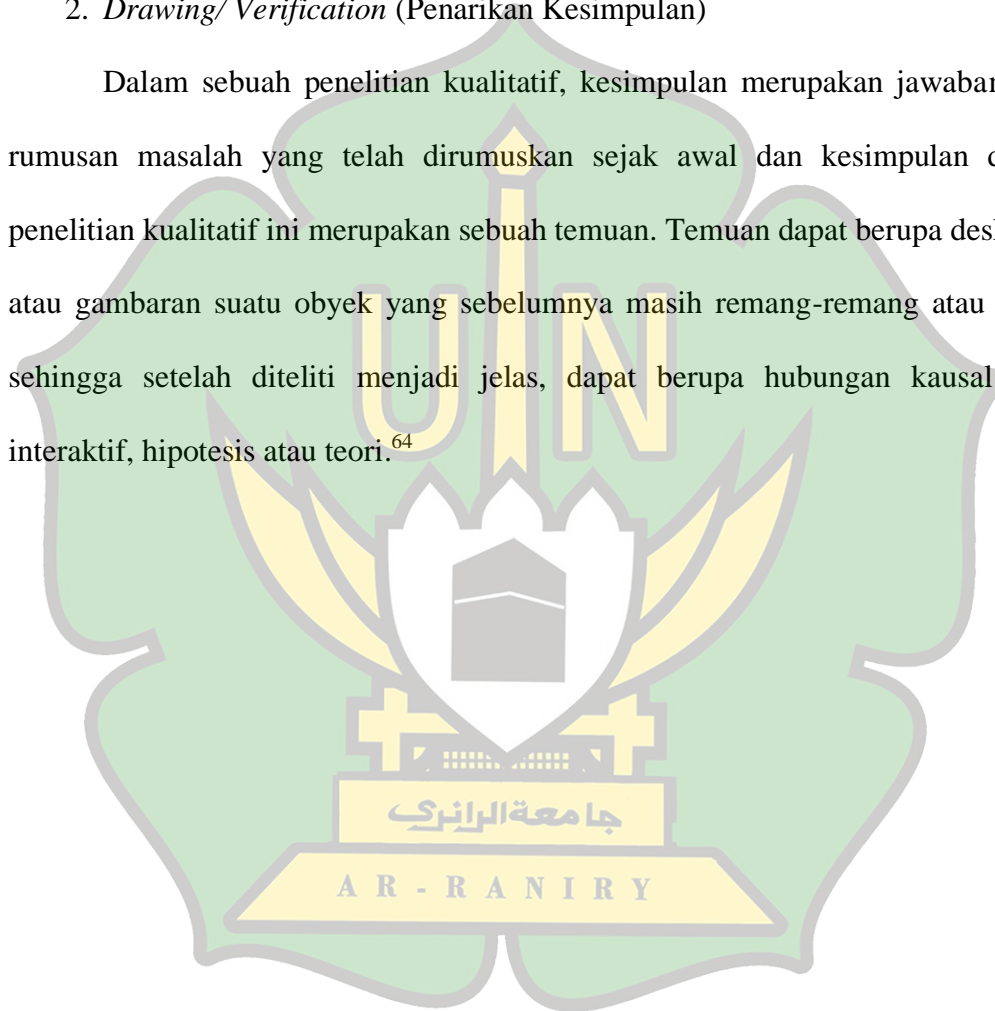 2. Drawing/ Verification (Penarikan Kesimpulan)
Dalam sebuah penelitian kualitatif, kesimpulan merupakan jawaban
rumusan masalah yang telah dirumuskan sejak awal dan kesimpulan
penelitian kualitatif ini merupakan sebuah temuan. Temuan dapat berupa
atau gambaran suatu obyek yang sebelumnya masih remang-remang atau
sehingga setelah diteliti menjadi jelas, dapat berupa hubungan kausal
interaktif, hipotesis atau teori.64
UIN
جامعة الرانري
AR-RANIRY